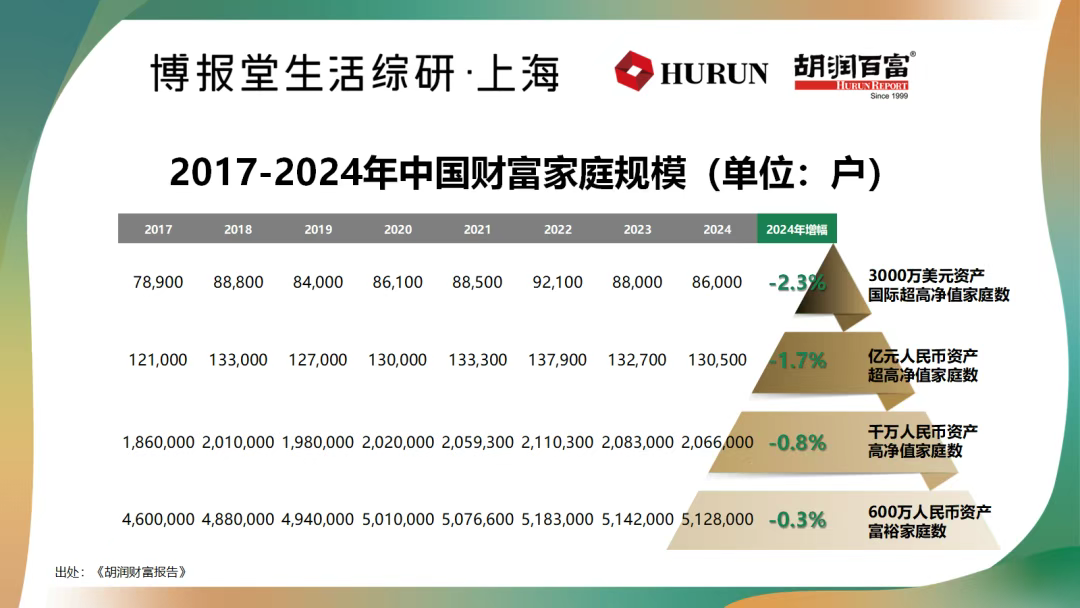 博报堂生活综研·上海
HURUN
胡润百富®
HURUN REPORT
Since 1999
2017-2024年中国财富家庭规模（单位：户）
2017 2018 2019 2020 2021 2022 2023 2024 2024年增幅
78,900 88,800 84,000 86,100 88,500 92,100 88,000 86,000 -2.3%
3000万美元资产
国际超高净值家庭数
121,000 133,000 127,000 130,000 133,300 137,900 132,700 130,500 -1.7%
亿元人民币资产
超高净值家庭数
1,860,000 2,010,000 1,980,000 2,020,000 2,059,300 2,110,300 2,083,000 2,066,000 -0.8%
千万人民币资产
高净值家庭数
4,600,000 4,880,000 4,940,000 5,010,000 5,076,600 5,183,000 5,142,000 5,128,000 -0.3%
600万人民币资产
富裕家庭数
出处：《胡润财富报告》